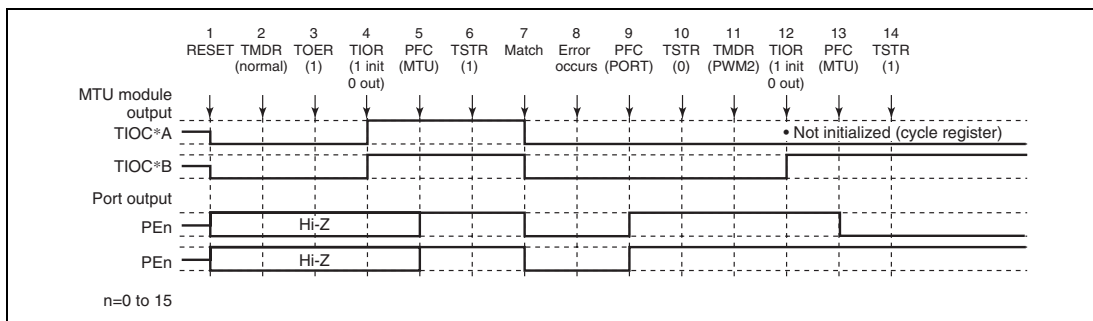 1 2 3 4 5 6 7 8 9 10 11 12 13 14
RESET TMDR TOER TIOR PFC TSTR Match Error PFC TSTR TMDR TIOR PFC TSTR
(normal) (1) (1 init (MTU) (1) occurs (PORT) (0) (PWM2) (1 init (MTU) (1)
0 out) 0 out)
MTU module
output
TIOC*A
• Not initialized (cycle register)
TIOC*B
Port output
PEn
Hi-Z
PEn
Hi-Z
n=0 to 15